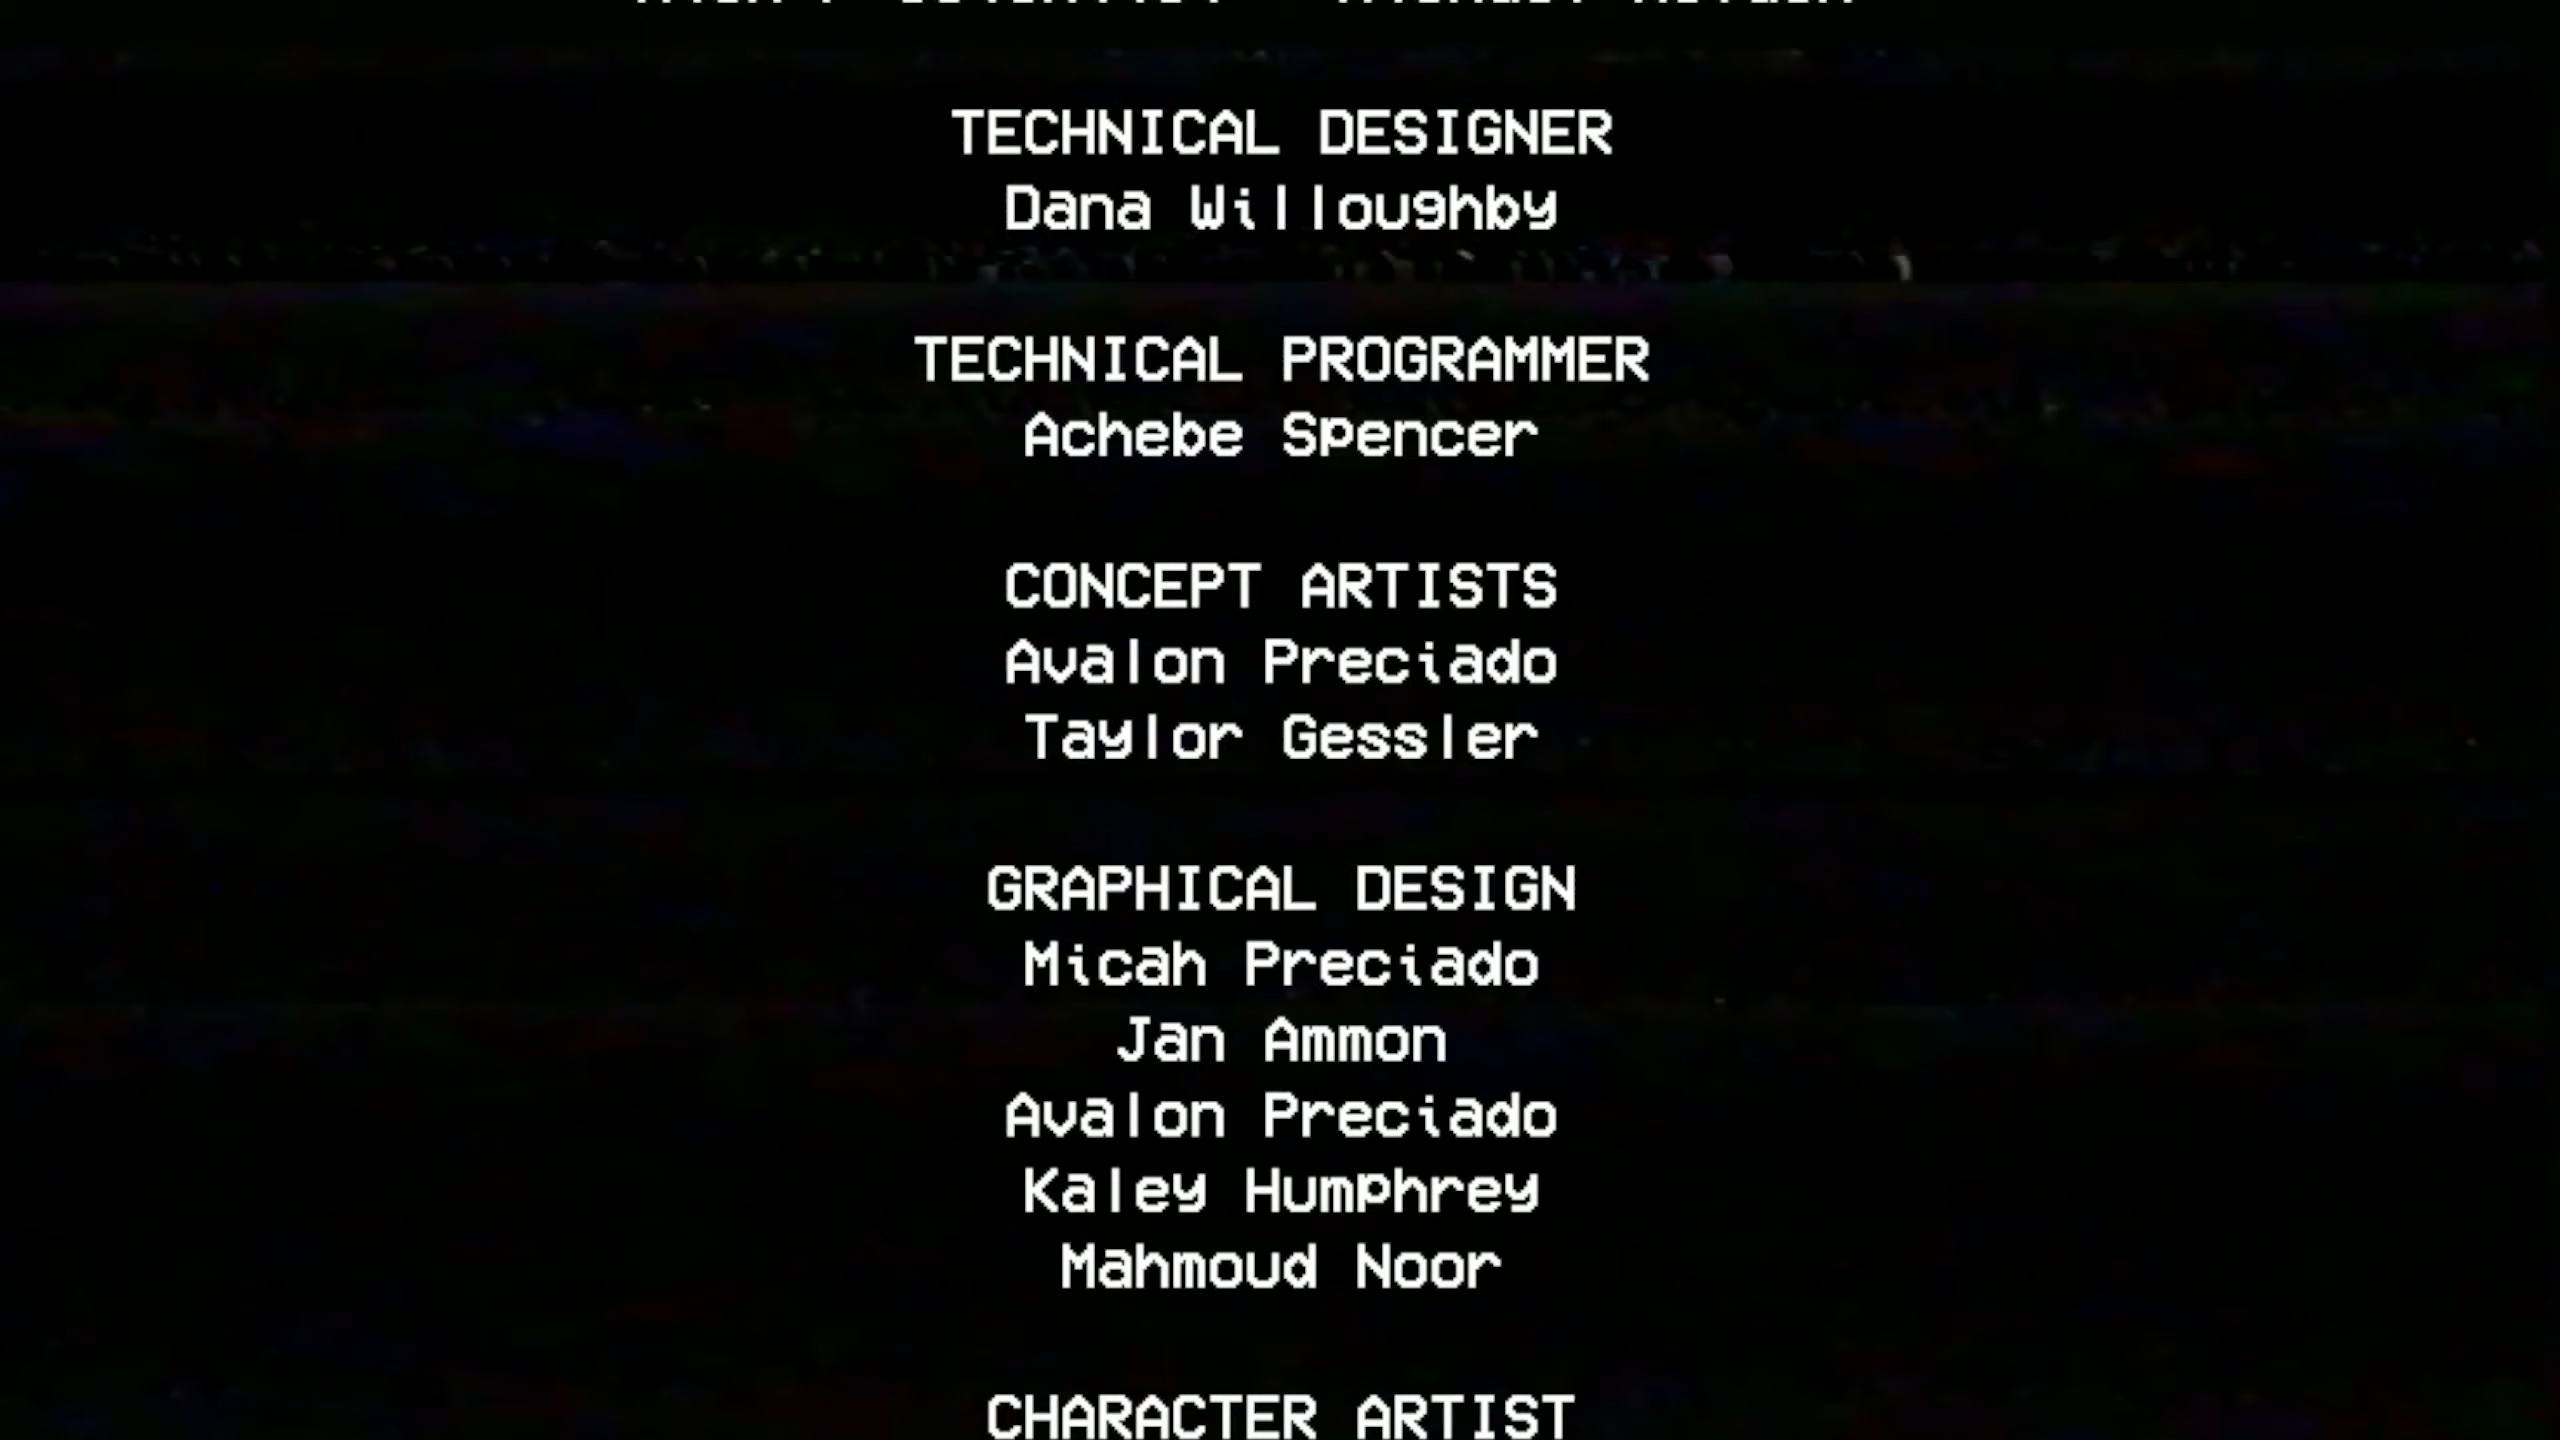 TECHNICAL DESIGNER
Dana Willoughby
TECHNICAL PROGRAMMER
Achebe Spencer
CONCEPT ARTISTS
Avalon Preciado
Taylor Gessler
GRAPHICAL DESIGN
Micah Preciado
Jan Ammon
Avalon Preciado
Kaley Humphrey
Mahmoud Noor
CHARACTER ARTIST